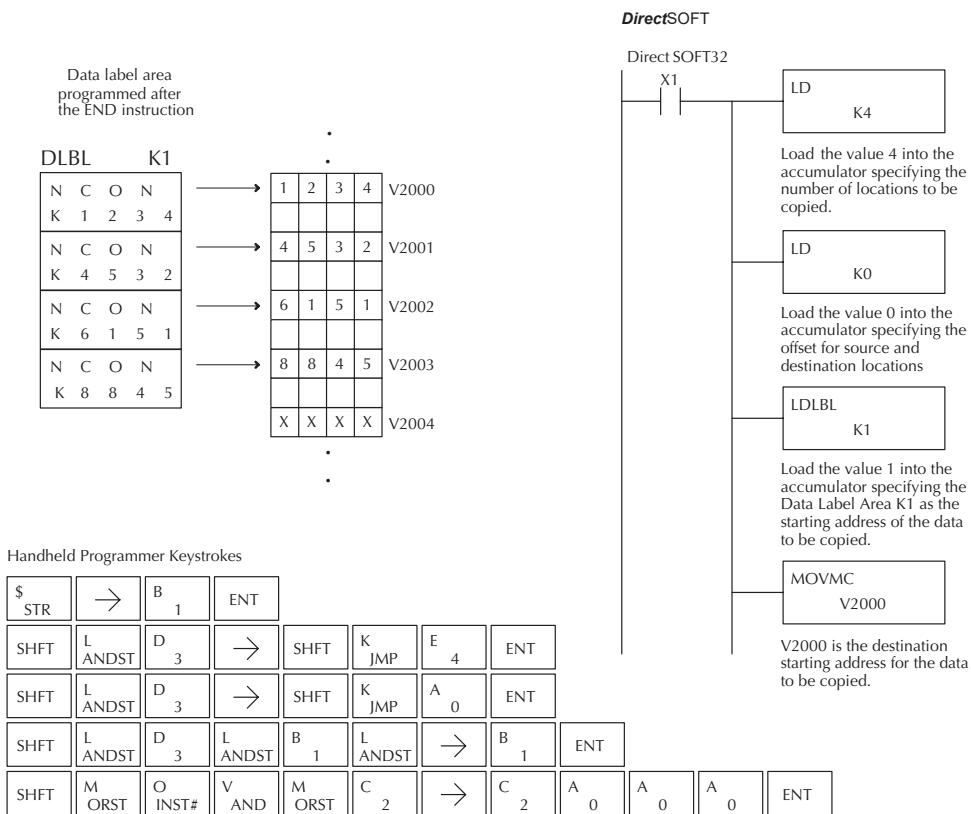 DirectSOFT
Direct SOFT32
X1
LD
K4
Load the value 4 into the
accumulator specifying the
number of locations to be
copied.
LD
K0
Load the value 0 into the
accumulator specifying the
offset for source and
destination locations
LDLBL
K1
Load the value 1 into the
accumulator specifying the
Data Label Area K1 as the
starting address of the data
to be copied.
MOVMC
V2000
V2000 is the destination
starting address for the data
to be copied.
Data label area
programmed after
the END instruction
DLBL K1
N C O N
K 1 2 3 4
N C O N
K 4 5 3 2
N C O N
K 6 1 5 1
N C O N
K 8 8 4 5
1 2 3 4 V2000
4 5 3 2 V2001
6 1 5 1 V2002
8 8 4 5 V2003
X X X X V2004
Handheld Programmer Keystrokes
$ STR → B 1 ENT
SHFT L ANDST D 3 → SHFT K JMP E 4 ENT
SHFT L ANDST D 3 → SHFT K JMP A 0 ENT
SHFT L ANDST D 3 L ANDST B 1 L ANDST → B 1 ENT
SHFT M ORST O INST# V AND M ORST C 2 → C 2 A 0 A 0 A 0 ENT